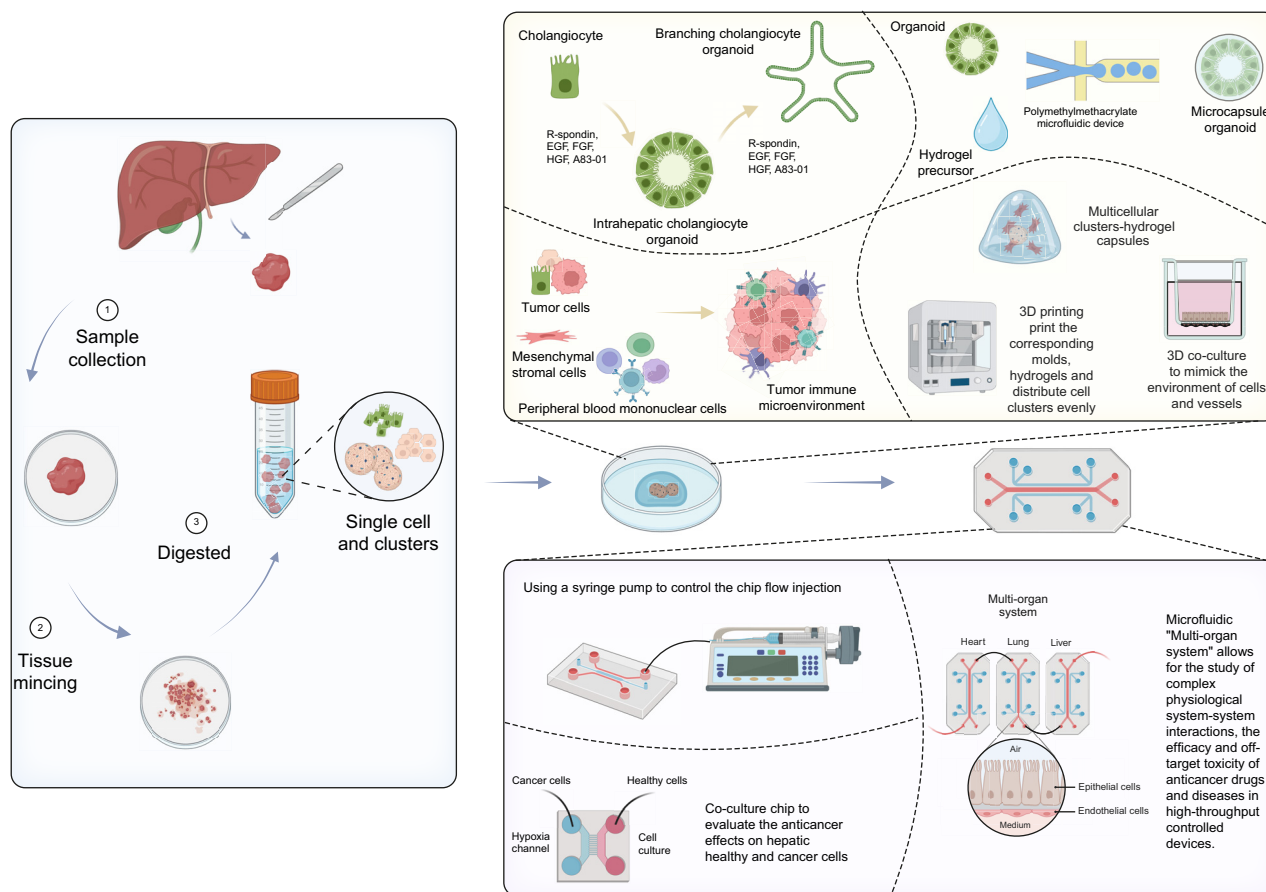 1
Sample
collection
2
Tissue
mincing
3
Digested
Single cell
and clusters
Cholangiocyte
Branching cholangiocyte
organoid
R-spondin,
EGF, FGF,
HGF, A83-01
R-spondin,
EGF, FGF,
HGF, A83-01
Intrahepatic cholangiocyte
organoid
Organoid
Polymethylmethacrylate
microfluidic device
Microcapsule
organoid
Hydrogel
precursor
Tumor cells
Mesenchymal
stromal cells
Peripheral blood mononuclear cells
Tumor immune
microenvironment
Multicellular
clusters-hydrogel
capsules
3D printing
print the
corresponding
molds,
hydrogels and
distribute cell
clusters evenly
3D co-culture
to mimick the
environment of cells
and vessels
Using a syringe pump to control the chip flow injection
Cancer cells
Healthy cells
Hypoxia
channel
Cell
culture
Co-culture chip to
evaluate the anticancer
effects on hepatic
healthy and cancer cells
Multi-organ
system
Heart
Lung
Liver
Air
Epithelial cells
Endothelial cells
Medium
Microfluidic
"Multi-organ
system" allows
for the study of
complex
physiological
system-system
interactions, the
efficacy and off-
target toxicity of
anticancer drugs
and diseases in
high-throughput
controlled
devices.